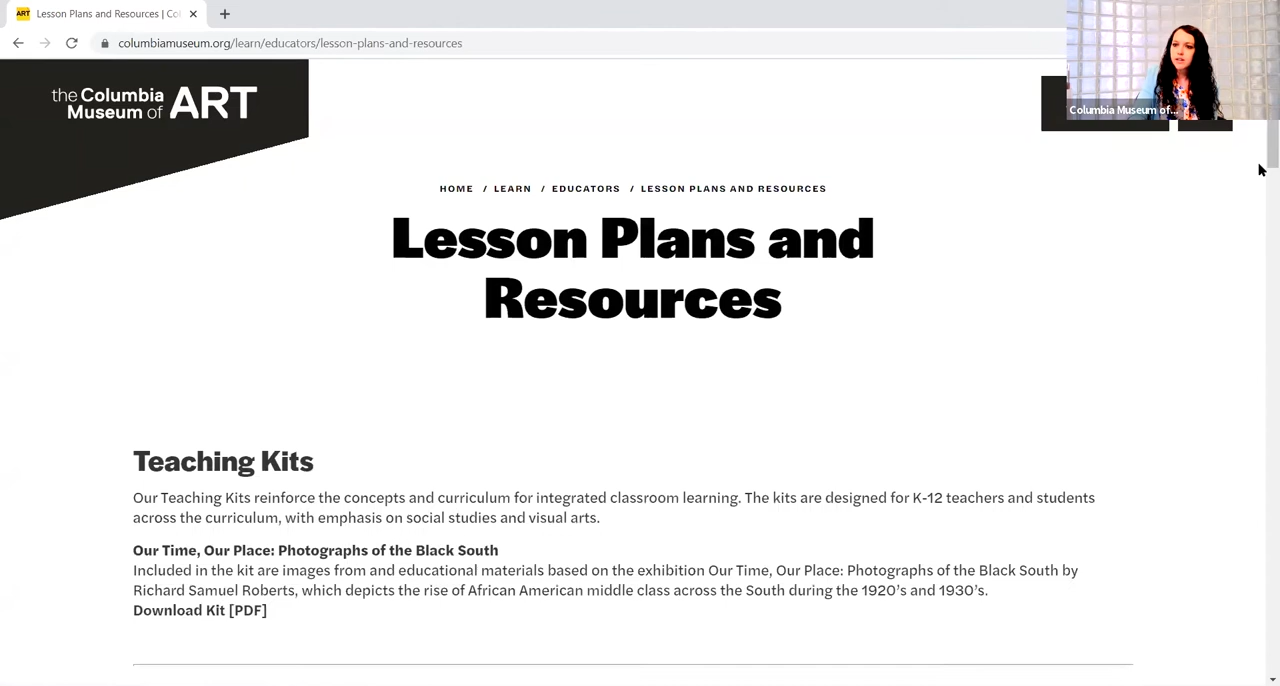 ART Lesson Plans and Resources | Co
columbiamuseum.org/learn/educators/lesson-plans-and-resources
the Columbia
Museum of ART
Columbia Museum of...
HOME / LEARN / EDUCATORS / LESSON PLANS AND RESOURCES
Lesson Plans and
Resources
Teaching Kits
Our Teaching Kits reinforce the concepts and curriculum for integrated classroom learning. The kits are designed for K-12 teachers and students
across the curriculum, with emphasis on social studies and visual arts.
Our Time, Our Place: Photographs of the Black South
Included in the kit are images from and educational materials based on the exhibition Our Time, Our Place: Photographs of the Black South by
Richard Samuel Roberts, which depicts the rise of African American middle class across the South during the 1920’s and 1930’s.
Download Kit [PDF]